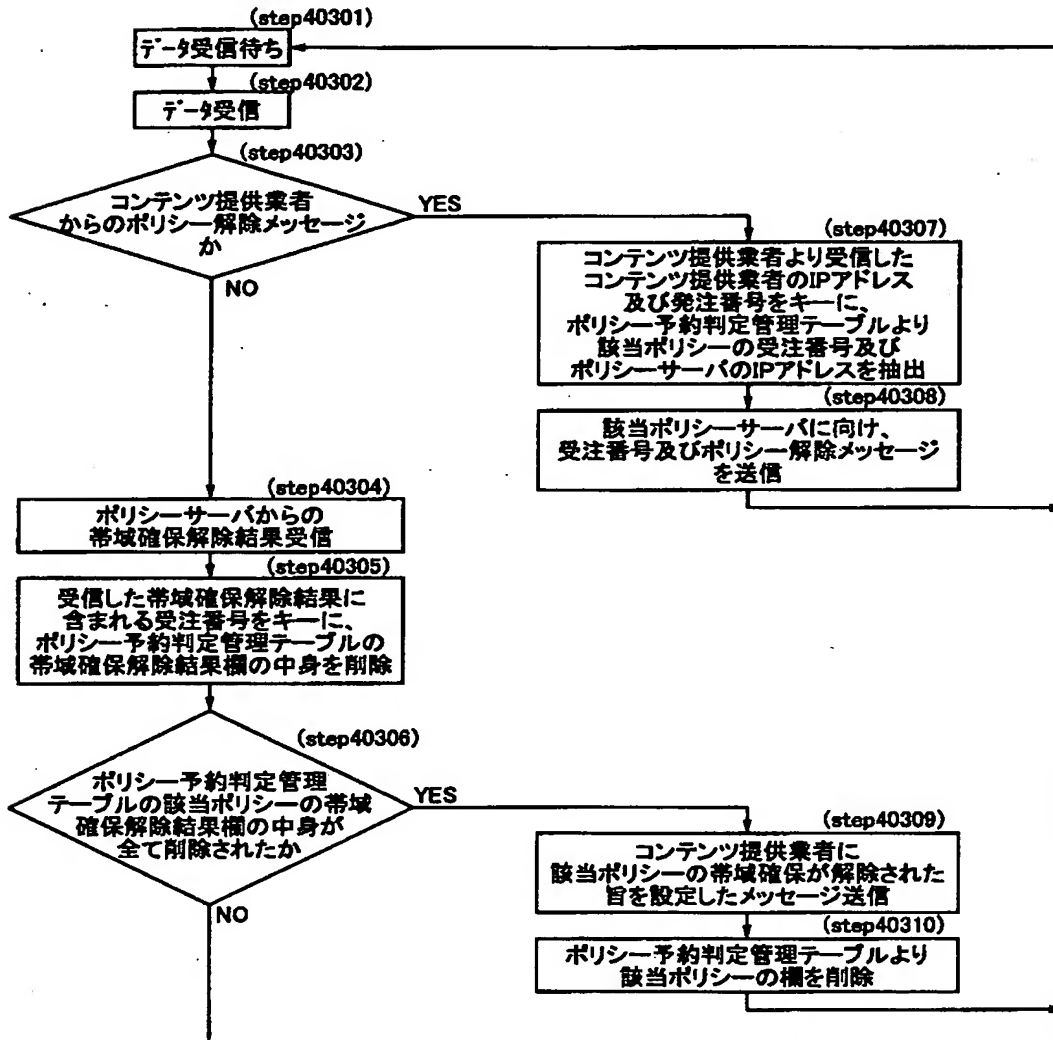 (step40301)
データ受信待ち
(step40302)
データ受信
(step40303)
コンテンツ提供業者
からのポリシー解除メッセージ
か
YES
NO
(step40307)
コンテンツ提供業者より受信した
コンテンツ提供業者のIPアドレス
及び発注番号をキーに、
ポリシー予約判定管理テーブルより
該当ポリシーの受注番号及び
ポリシーサーバのIPアドレスを抽出
(step40308)
該当ポリシーサーバに向け、
受注番号及びポリシー解除メッセージ
を送信
(step40304)
ポリシーサーバからの
帯域確保解除結果受信
(step40305)
受信した帯域確保解除結果に
含まれる受注番号をキーに、
ポリシー予約判定管理テーブルの
帯域確保解除結果欄の中身を削除
(step40306)
ポリシー予約判定管理
テーブルの該当ポリシーの帯域
確保解除結果欄の中身が
全て削除されたか
YES
NO
(step40309)
コンテンツ提供業者に
該当ポリシーの帯域確保が解除された
旨を設定したメッセージ送信
(step40310)
ポリシー予約判定管理テーブルより
該当ポリシーの欄を削除